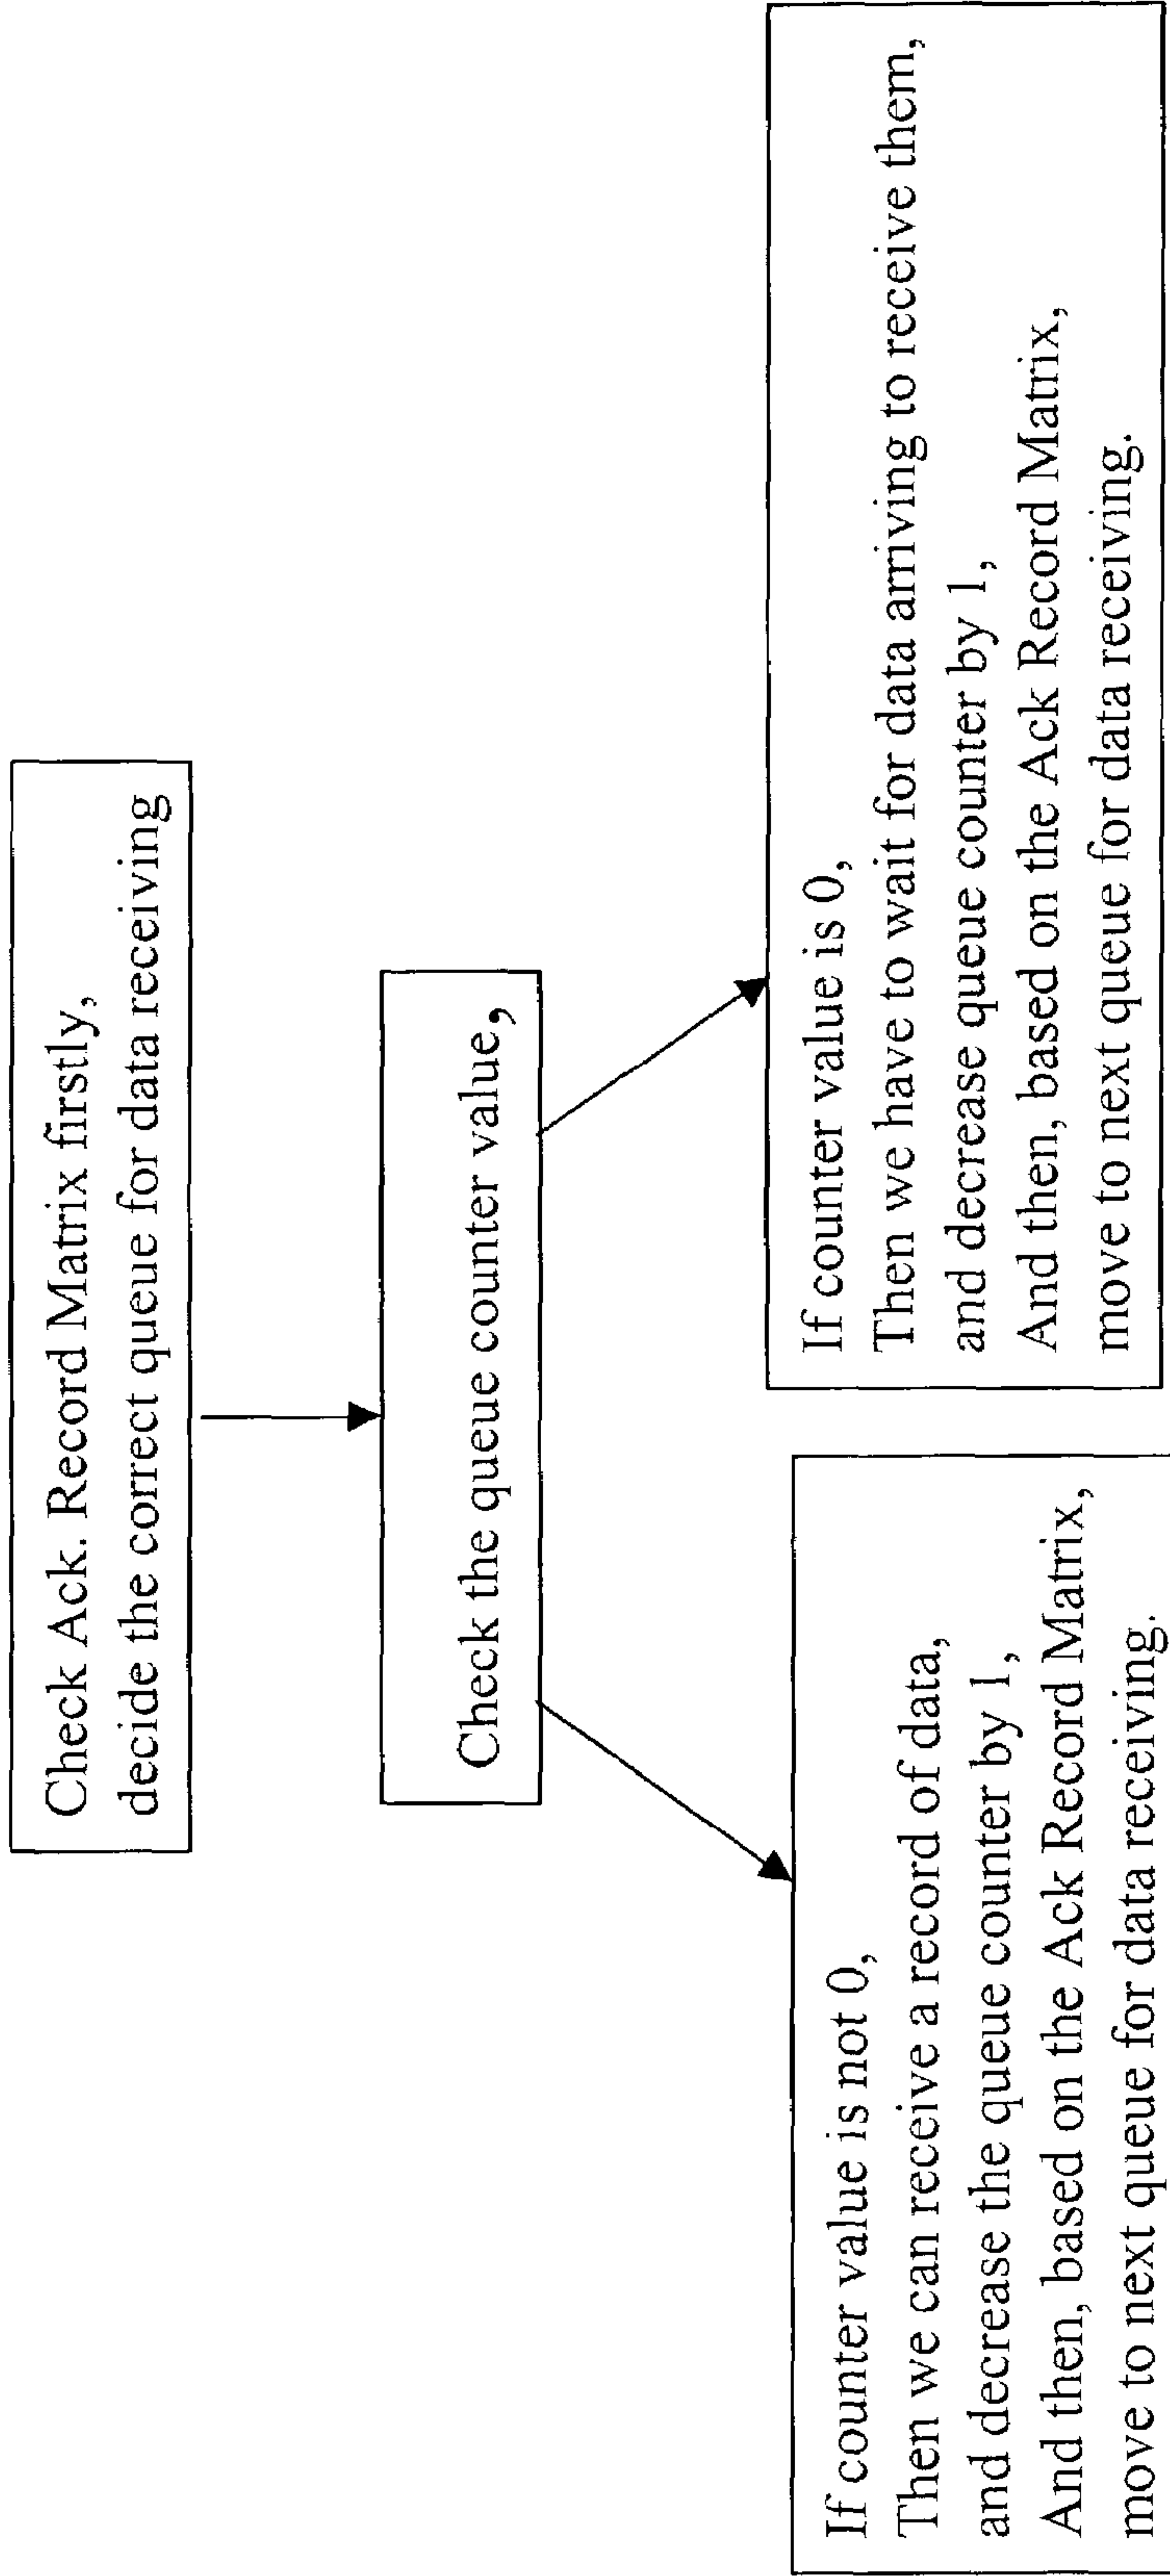 Check Ack. Record Matrix firstly,
decide the correct queue for data receiving
Check the queue counter value,
If counter value is not 0,
Then we can receive a record of data,
and decrease the queue counter by 1,
And then, based on the Ack Record Matrix,
move to next queue for data receiving.
If counter value is 0,
Then we have to wait for data arriving to receive them,
and decrease queue counter by 1,
And then, based on the Ack Record Matrix,
move to next queue for data receiving.